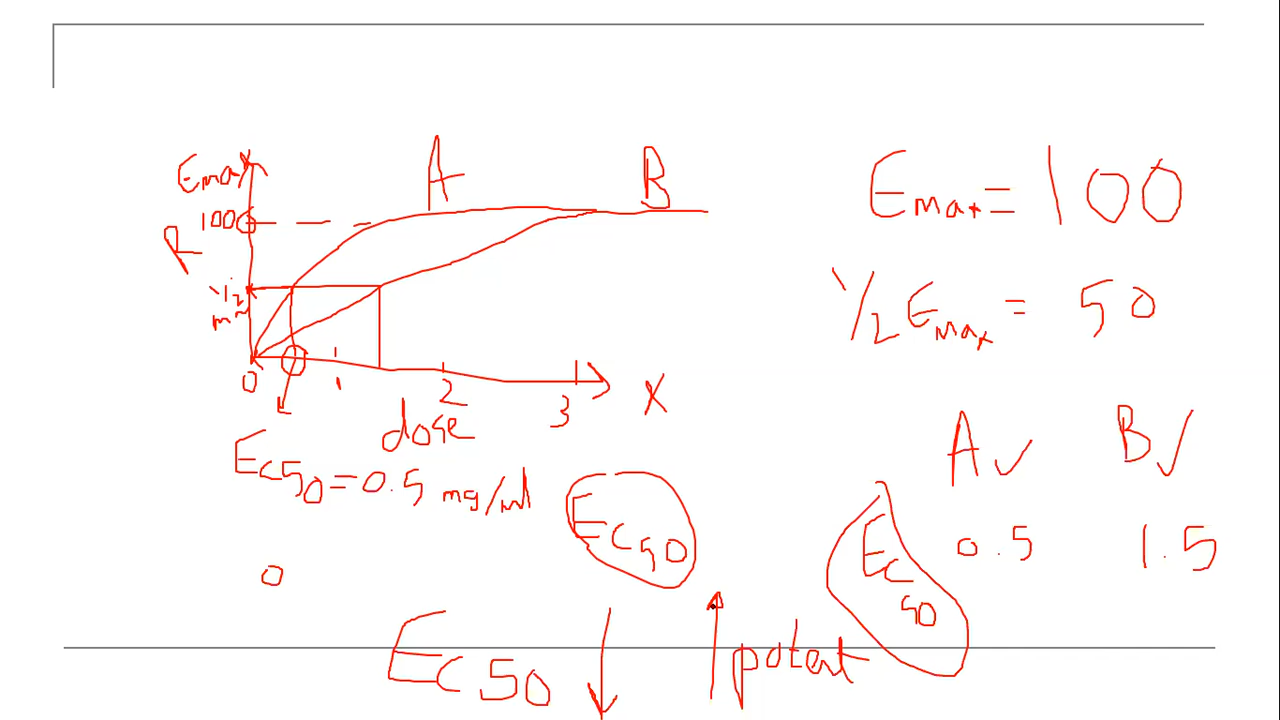 A B
Emax
100
R
1/2
0 1 2 3 X
dose
EC50 = 0.5 mg/ml
EC50
0
EC50 ↓ ↑ potent
Emax = 100
1/2 Emax = 50
A ✓ B ✓
EC50 0.5 1.5